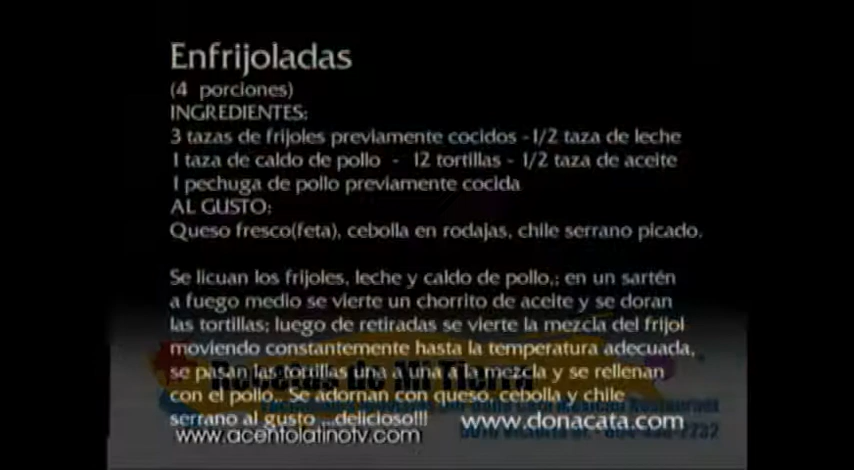 Enfrijoladas
(4 porciones)
INGREDIENTES:
3 tazas de frijoles previamente cocidos -1/2 taza de leche
1 taza de caldo de pollo - 12 tortillas - 1/2 taza de aceite
1 pechuga de pollo previamente cocida
AL GUSTO:
Queso fresco(feta), cebolla en rodajas, chile serrano picado.
Se licuan los frijoles, leche y caldo de pollo,; en un sartén
a fuego medio se vierte un chorrito de aceite y se doran
las tortillas; luego de retiradas se vierte la mezcla del frijol
moviendo constantemente hasta la temperatura adecuada,
se pasan las tortillas una a una a la mezcla y se rellenan
Recetas de Mi Tierra
con el pollo.. Se adornan con queso, cebolla y chile
serrano al gusto ...delicioso!!!
www.donacata.com
www.acentolatinotv.com